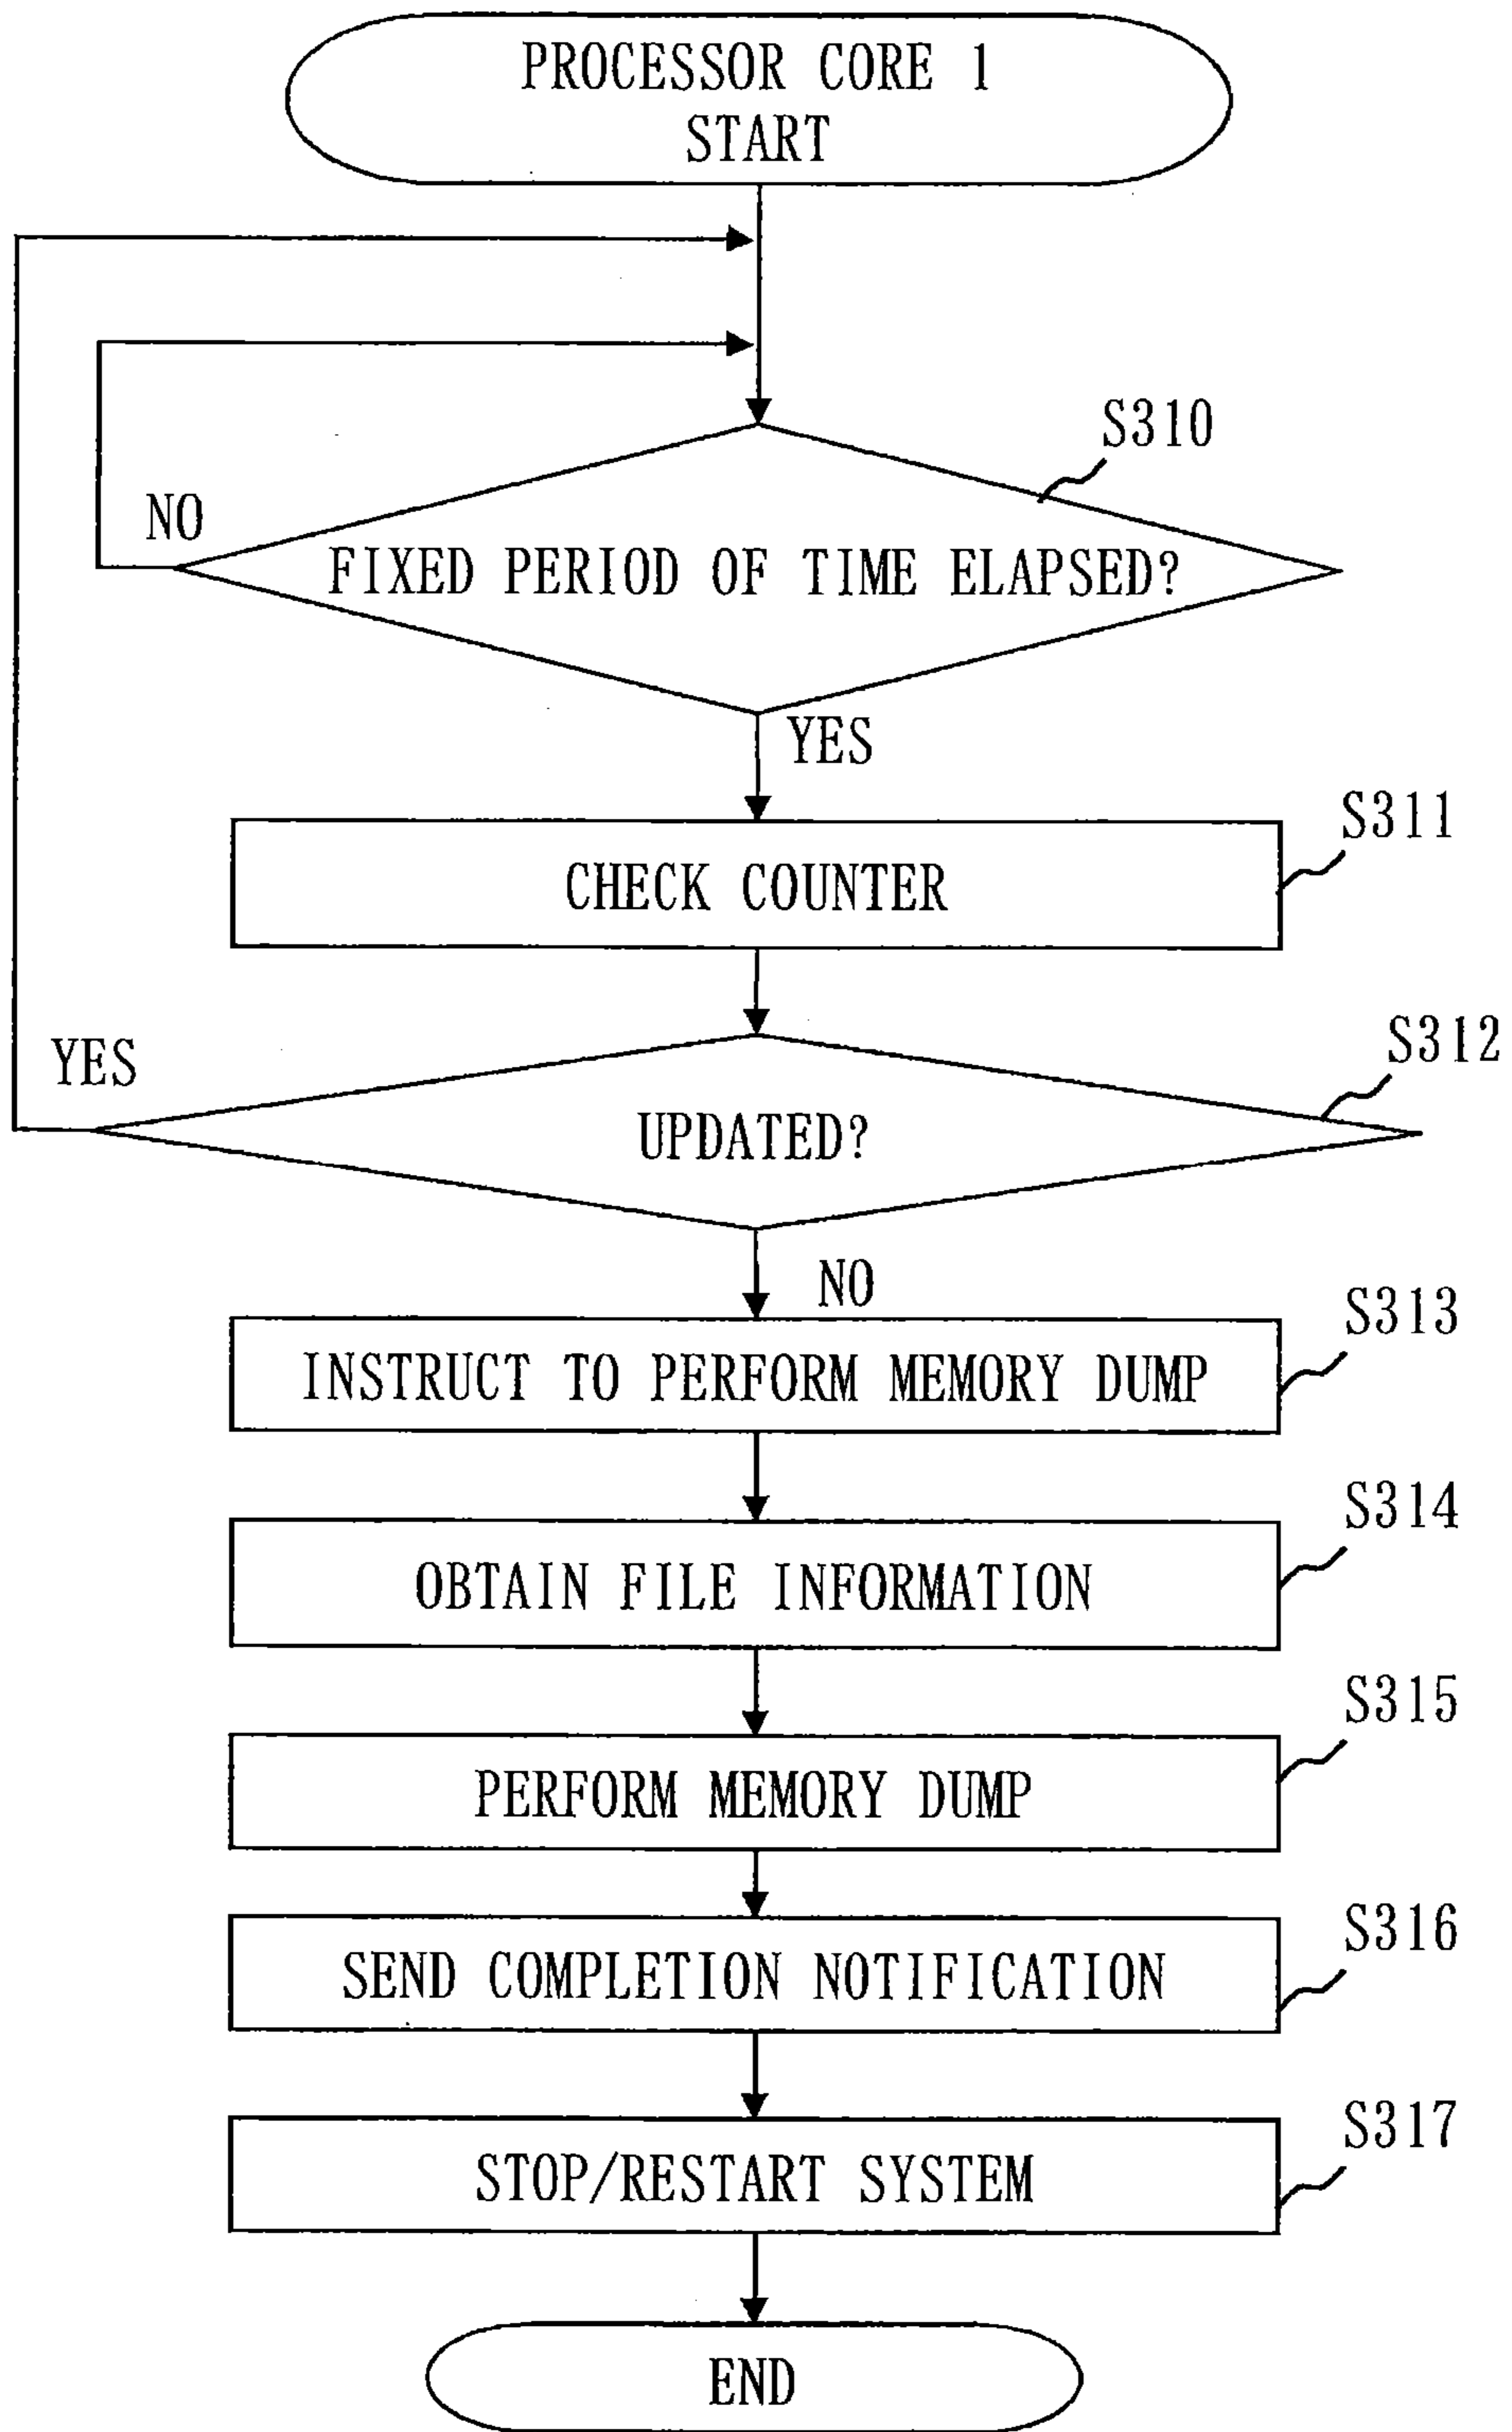 PROCESSOR CORE 1
START
S310
NO
FIXED PERIOD OF TIME ELAPSED?
YES
S311
CHECK COUNTER
S312
YES
UPDATED?
NO
S313
INSTRUCT TO PERFORM MEMORY DUMP
S314
OBTAIN FILE INFORMATION
S315
PERFORM MEMORY DUMP
S316
SEND COMPLETION NOTIFICATION
S317
STOP/RESTART SYSTEM
END